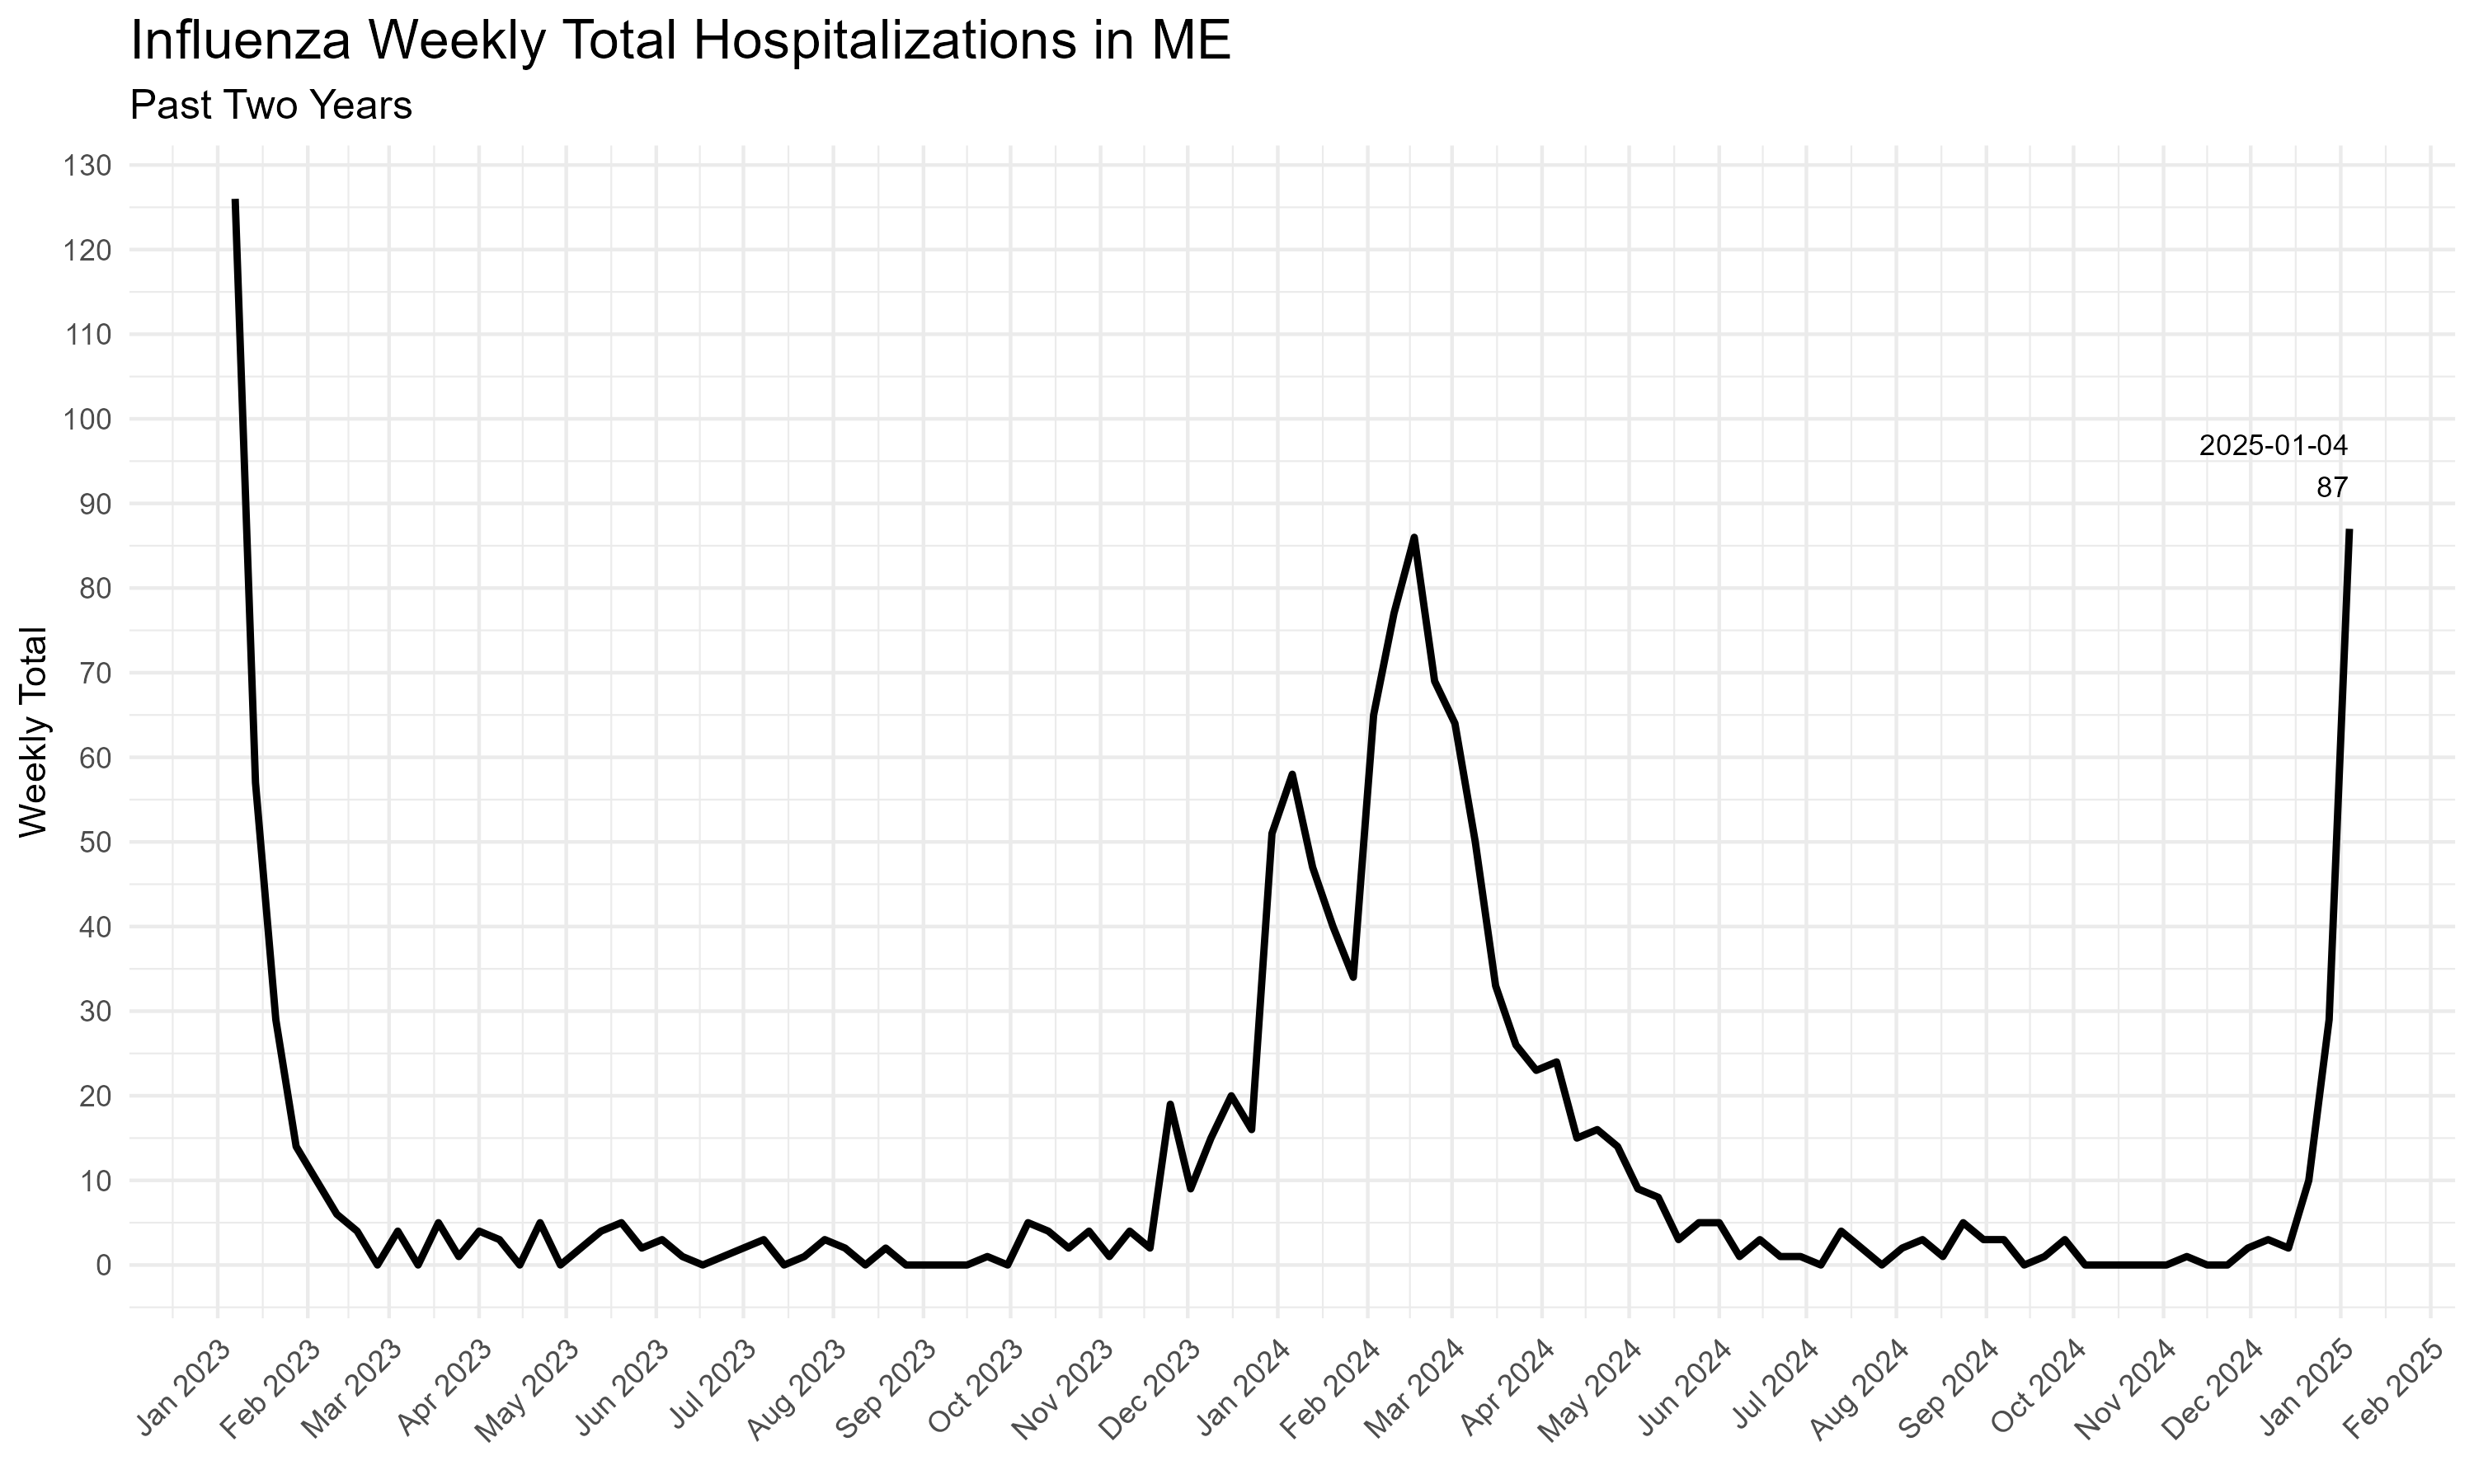 Influenza Weekly Total Hospitalizations in ME
Past Two Years
Weekly Total
130
120
110
100
90
80
70
60
50
40
30
20
10
0
2025-01-04
87
Jan 2023
Feb 2023
Mar 2023
Apr 2023
May 2023
Jun 2023
Jul 2023
Aug 2023
Sep 2023
Oct 2023
Nov 2023
Dec 2023
Jan 2024
Feb 2024
Mar 2024
Apr 2024
May 2024
Jun 2024
Jul 2024
Aug 2024
Sep 2024
Oct 2024
Nov 2024
Dec 2024
Jan 2025
Feb 2025